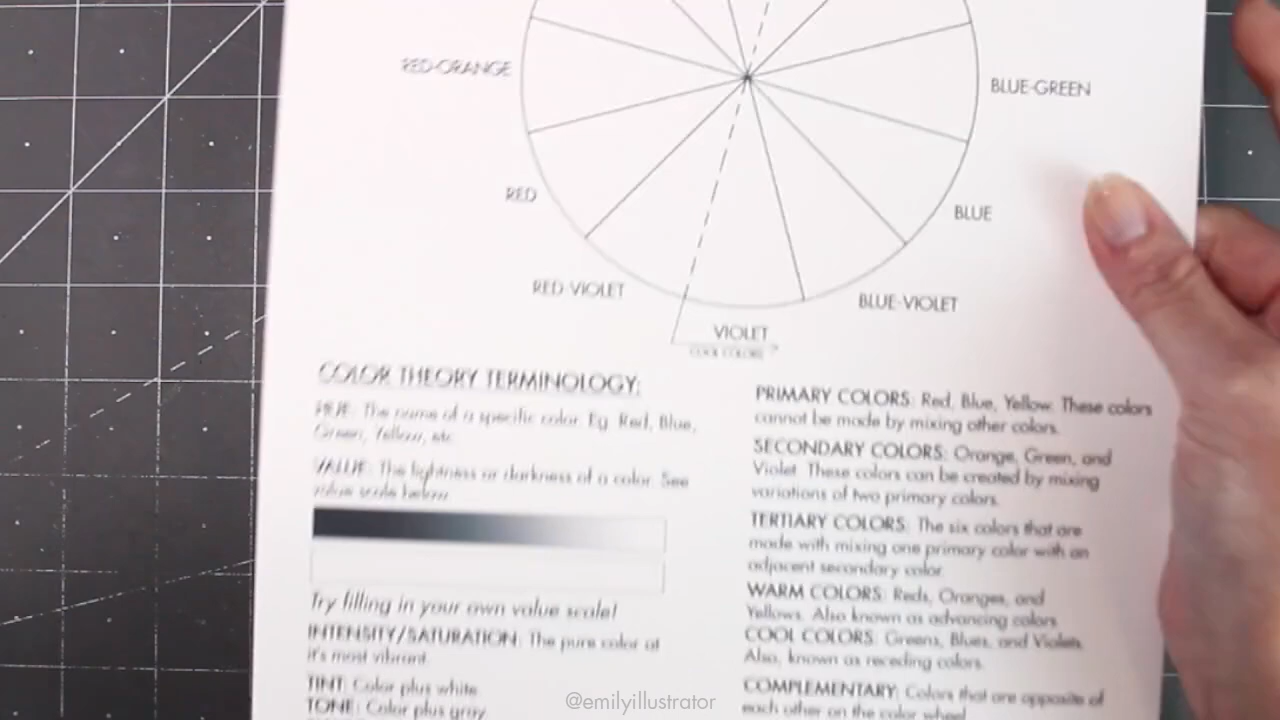 RED-ORANGE
BLUE-GREEN
RED
BLUE
RED-VIOLET
BLUE-VIOLET
VIOLET
COOL COLORS
COLOR THEORY TERMINOLOGY:
HUE: The name of a specific color. Eg. Red, Blue,
Green, Yellow, etc.
VALUE: The lightness or darkness of a color. See
value scale below.
Try filling in your own value scale!
INTENSITY/SATURATION: The pure color at
it's most vibrant.
TINT: Color plus white
TONE: Color plus gray
PRIMARY COLORS: Red, Blue, Yellow. These colors
cannot be made by mixing other colors.
SECONDARY COLORS: Orange, Green, and
Violet. These colors can be created by mixing
variations of two primary colors.
TERTIARY COLORS: The six colors that are
made with mixing one primary color with an
adjacent secondary color.
WARM COLORS: Reds, Oranges, and
Yellows. Also known as advancing colors.
COOL COLORS: Greens, Blues, and Violets.
Also, known as receding colors.
COMPLEMENTARY: Colors that are opposite of
each other on the color wheel.
@emilyillustrator